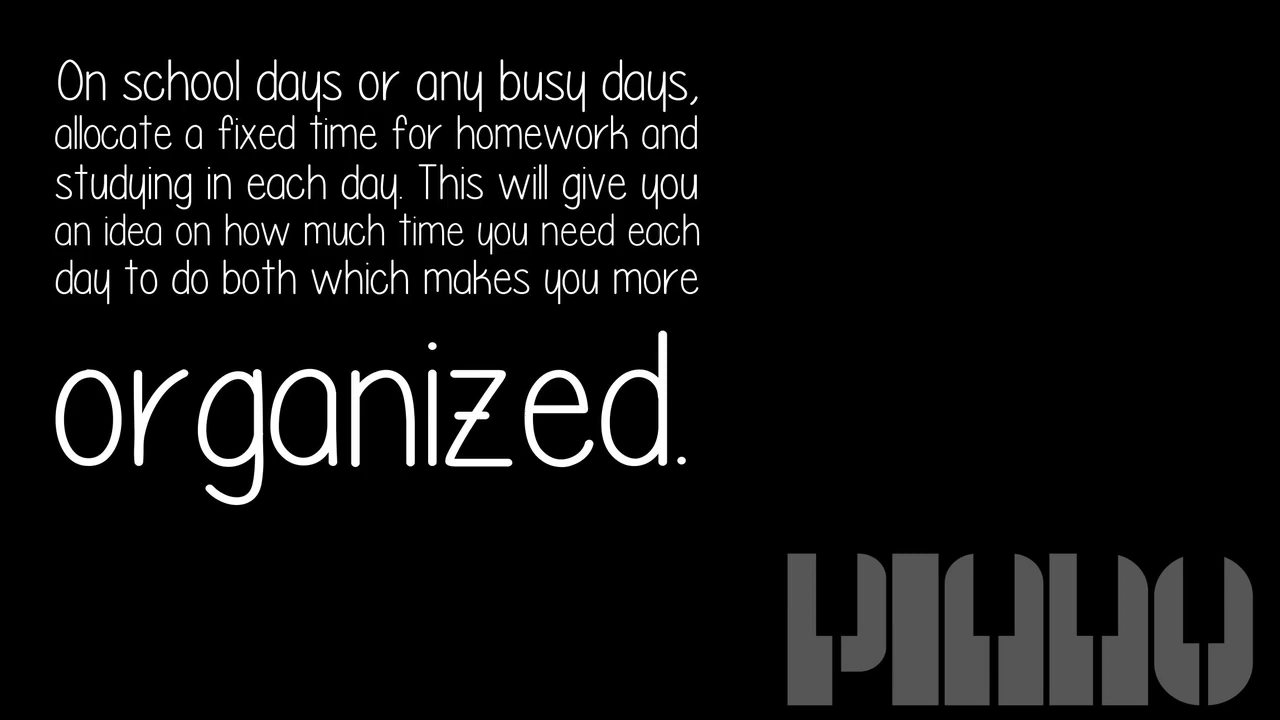 On school days or any busy days,
allocate a fixed time for homework and
studying in each day. This will give you
an idea on how much time you need each
day to do both which makes you more
organized.
PIANO